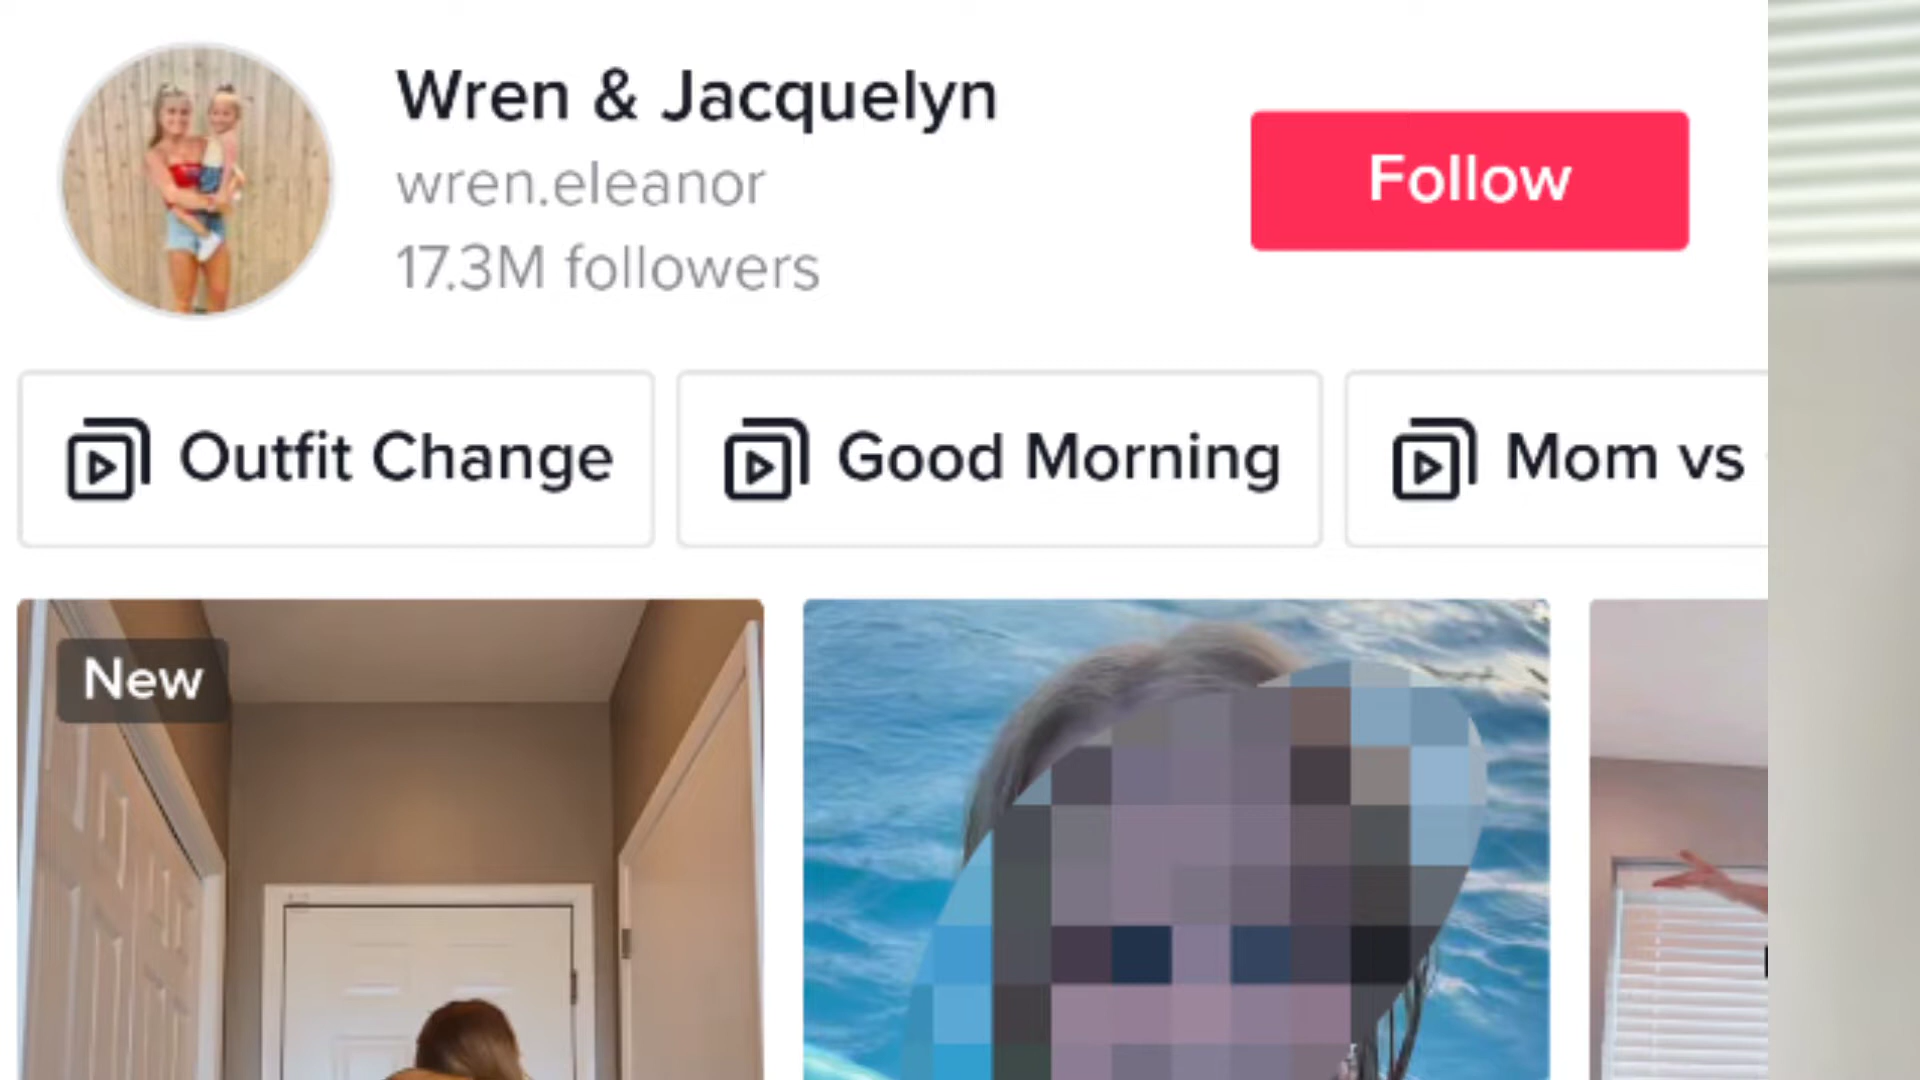 Wren & Jacquelyn
wren.eleanor
17.3M followers
Follow
Outfit Change
Good Morning
Mom vs
New